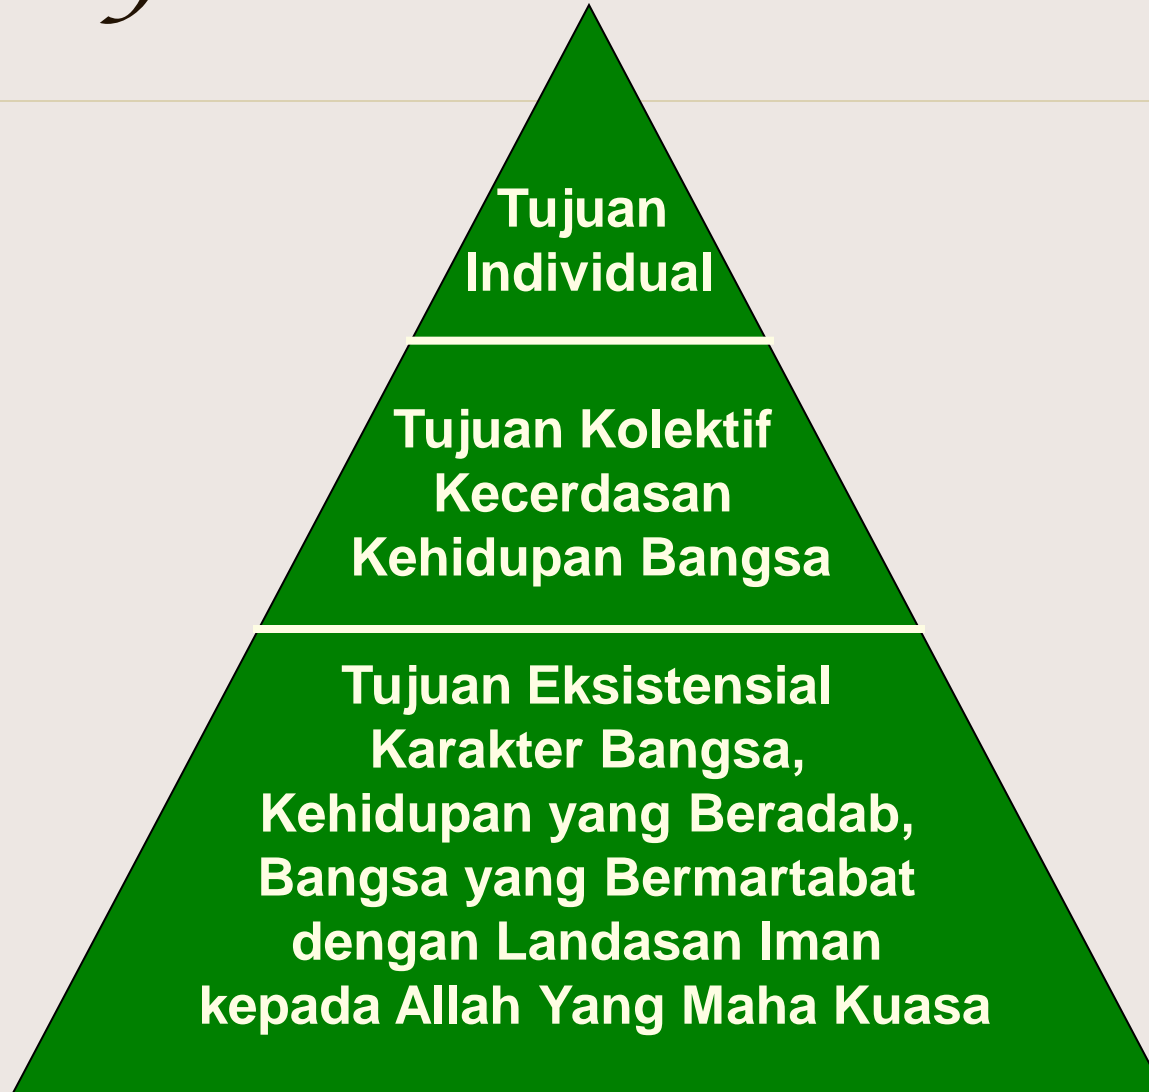 Tujuan
Individual
Tujuan Kolektif
Kecerdasan
Kehidupan Bangsa
Tujuan Eksistensial
Karakter Bangsa,
Kehidupan yang Beradab,
Bangsa yang Bermartabat
dengan Landasan Iman
kepada Allah Yang Maha Kuasa